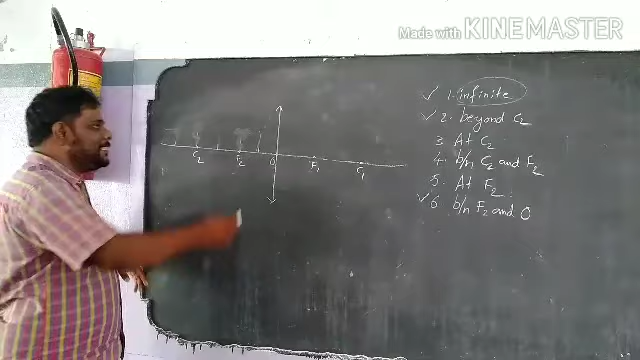 Made with KINEMASTER
✓ 1. infinite
✓ 2. beyond C₂
3 At C₂
4. b/n C₂ and F₂
5. At F₂
✓ 6 b/n F₂ and O
C₂ F₂ O F₁ C₁